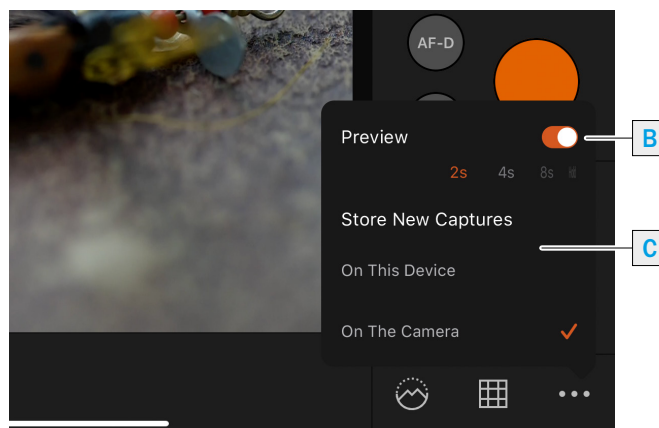 AF-D
Preview
B
2s 4s 8s
Store New Captures
C
On This Device
On The Camera